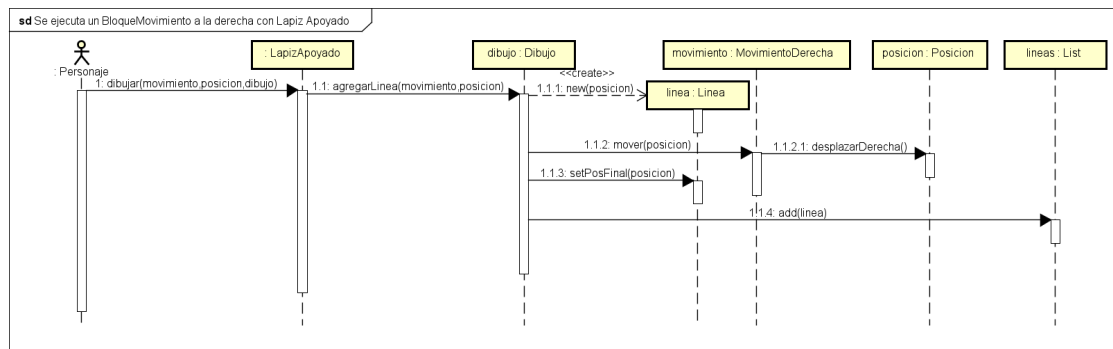 sd Se ejecuta un BloqueMovimiento a la derecha con Lapiz Apoyado
: Personaje
: LapizApoyado
dibujo : Dibujo
movimiento : MovimientoDerecha
posicion : Posicion
lineas : List
<<create>>
1: dibujar(movimiento,posicion,dibujo)
1.1: agregarLinea(movimiento,posicion)
1.1.1: new(posicion)
linea : Linea
1.1.2: mover(posicion)
1.1.2.1: desplazarDerecha()
1.1.3: setPosFinal(posicion)
1.1.4: add(linea)